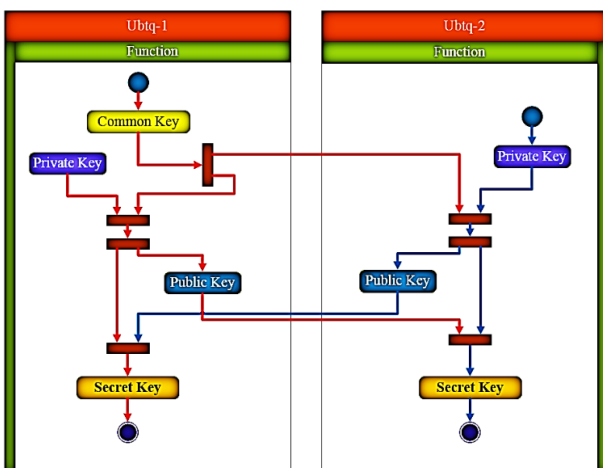 Ubtq-1
Function
Common Key
Private Key
Public Key
Secret Key
Ubtq-2
Function
Private Key
Public Key
Secret Key